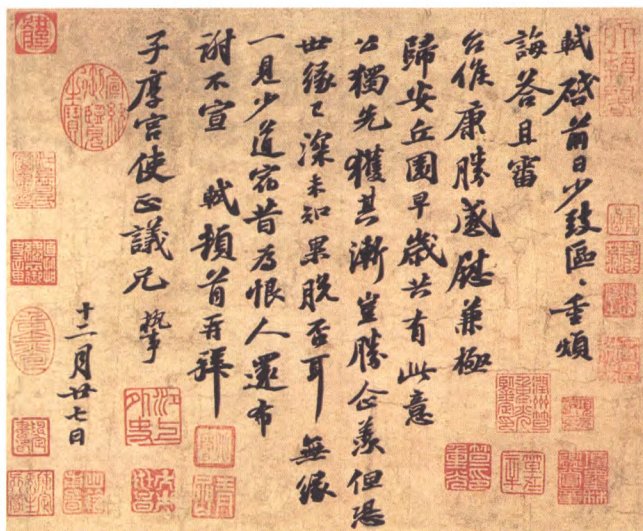 軾啓前日少致區〻重煩
誨荅且審
台候康勝感慰兼極
歸安丘園早歲共有此意
公獨先獲其漸豈勝企羨但恐
世緣已深未知果脫否耳無緣
一見少道宿昔爲恨人還布
謝不宣 軾頓首再拜
子厚宫使正議兄 執事
十二月廿七日